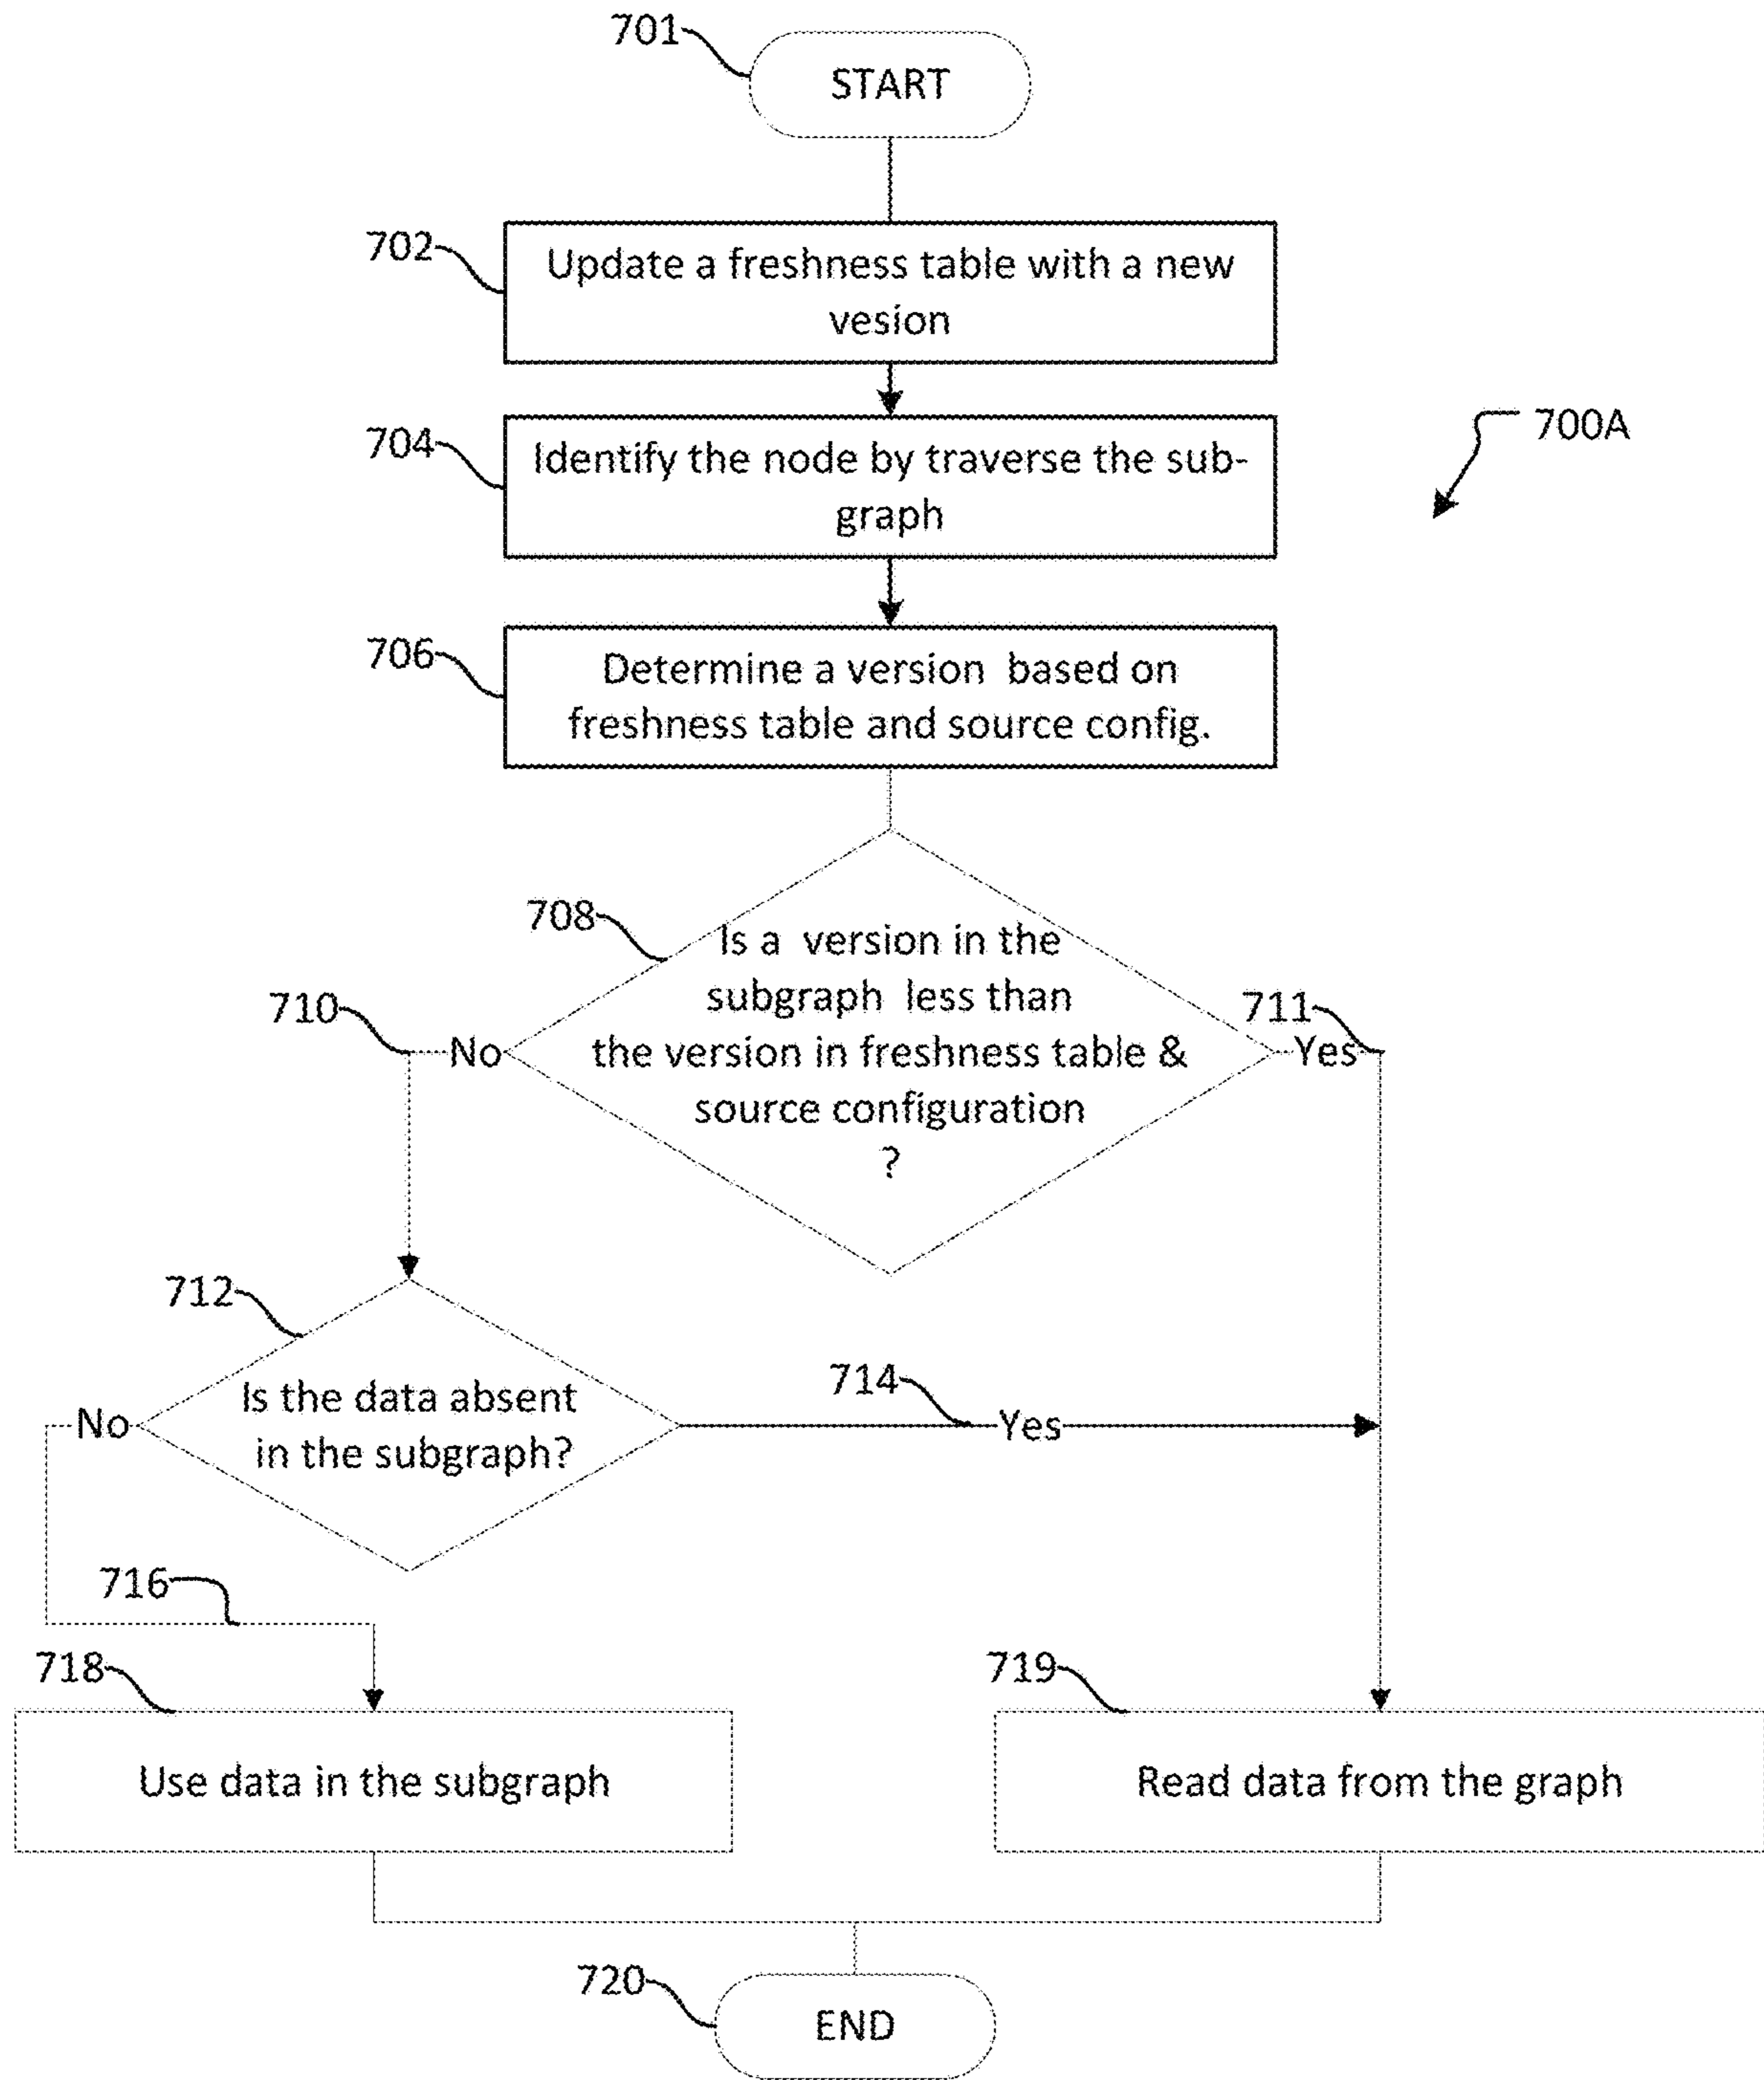 701
START
702
Update a freshness table with a new
vesion
704
Identify the node by traverse the sub-
graph
700A
706
Determine a version based on
freshness table and source config.
708
Is a version in the
subgraph less than
the version in freshness table &
source configuration
?
710
No
711
Yes
712
Is the data absent
in the subgraph?
No
714
Yes
716
718
Use data in the subgraph
719
Read data from the graph
720
END